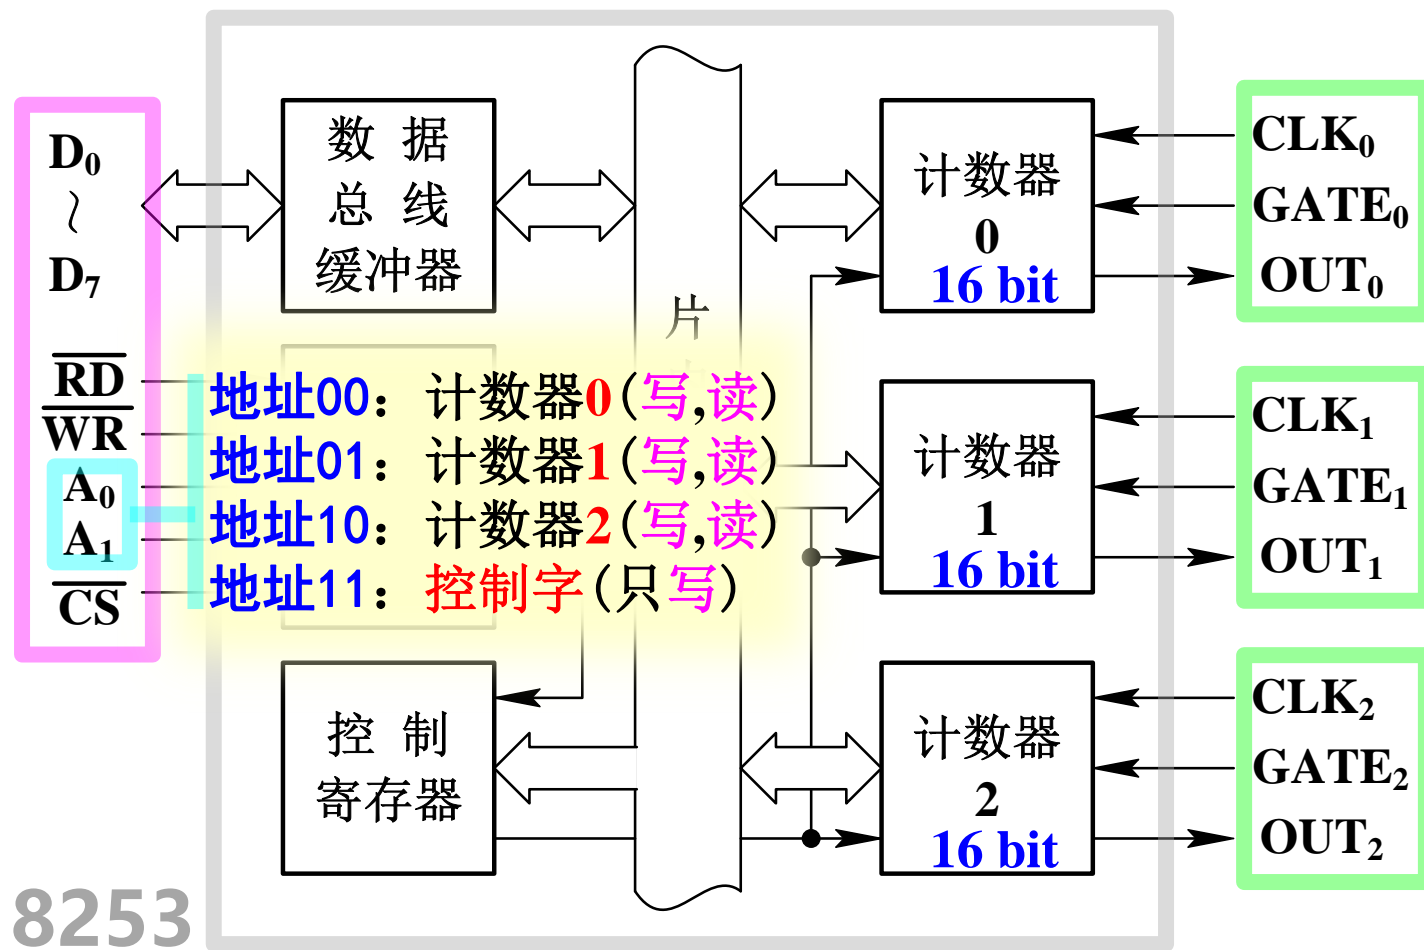 D₀
~
D₇
RD
WR
A₀
A₁
CS
数 据
总 线
缓冲器
片
地址00：计数器0(写,读)
地址01：计数器1(写,读)
地址10：计数器2(写,读)
地址11：控制字(只写)
控 制
寄存器
计数器
0
16 bit
计数器
1
16 bit
计数器
2
16 bit
CLK₀
GATE₀
OUT₀
CLK₁
GATE₁
OUT₁
CLK₂
GATE₂
OUT₂
8253